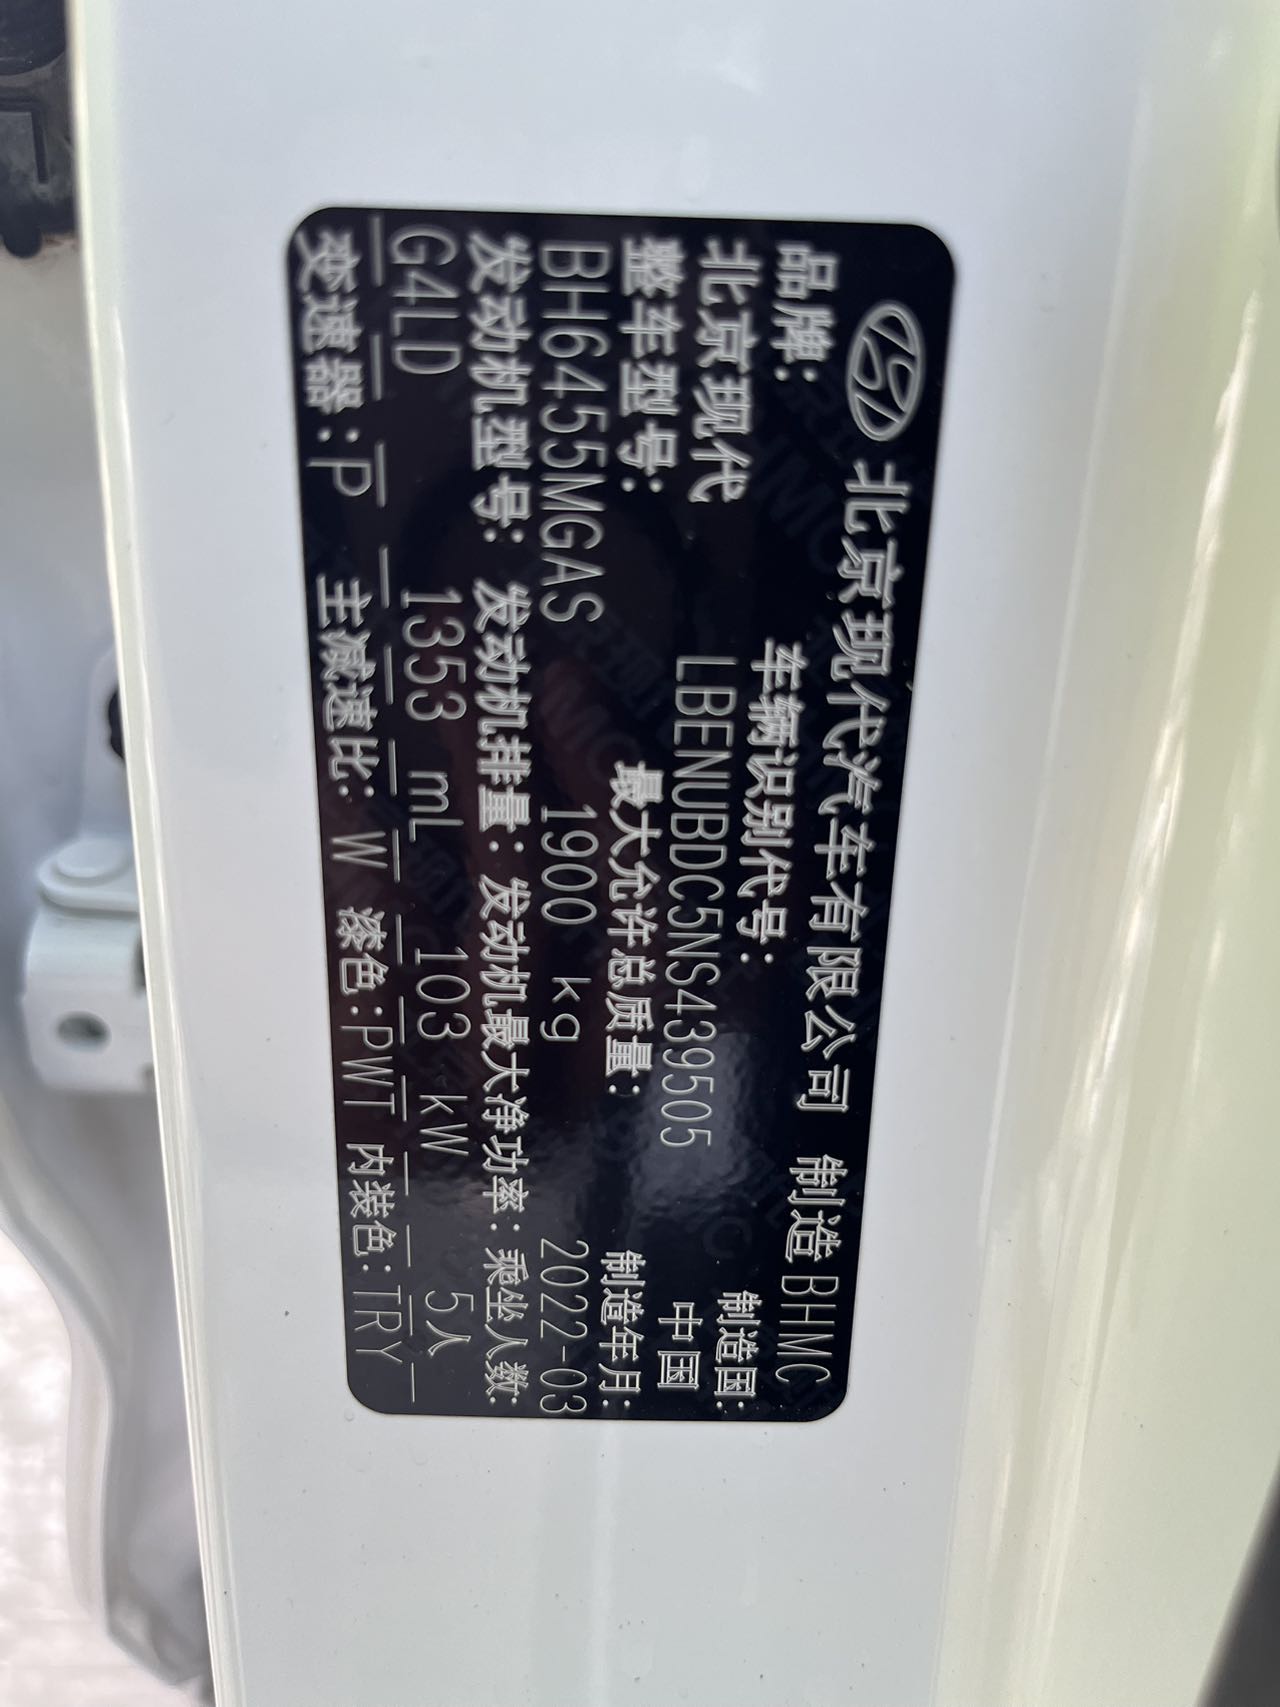 北京现代汽车有限公司 制造 BHMC
品牌: 车辆识别代号: 制造国:
北京现代 LBENUBDC5NS439505 中国
整车型号: 最大允许总质量: 制造年月:
BH6455MGAS 1900 kg 2022-03
发动机型号: 发动机排量: 发动机最大净功率: 乘坐人数:
G4LD 1353 mL 103 kW 5人
变速器: P 主减速比: W 漆色: PWT 内装色: TRY